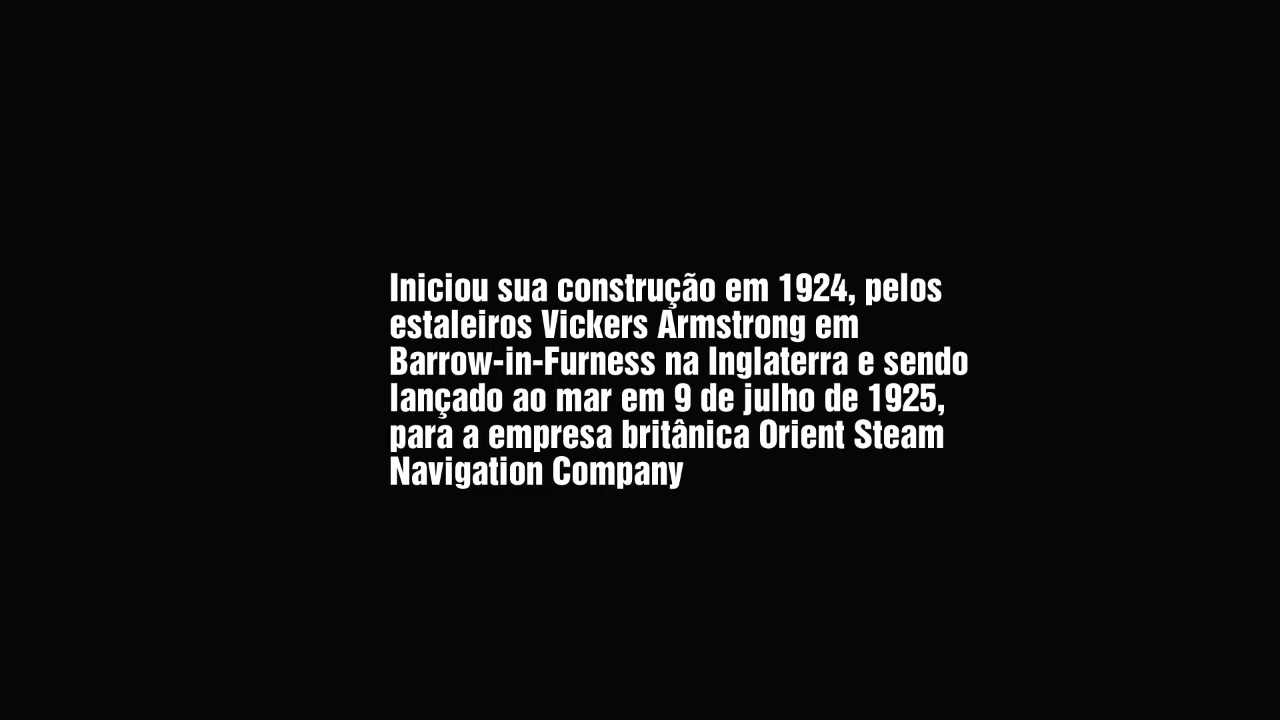 Iniciou sua construção em 1924, pelos
estaleiros Vickers Armstrong em
Barrow-in-Furness na Inglaterra e sendo
lançado ao mar em 9 de julho de 1925,
para a empresa britânica Orient Steam
Navigation Company